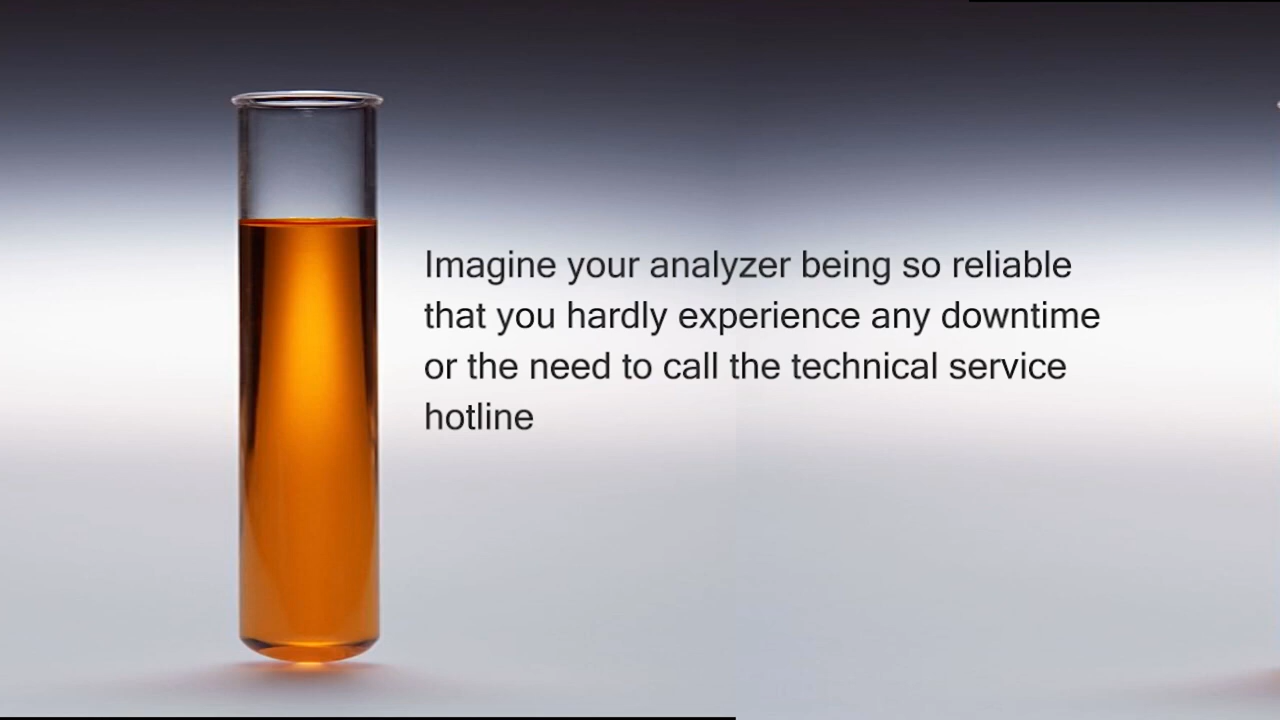 Imagine your analyzer being so reliable
that you hardly experience any downtime
or the need to call the technical service
hotline